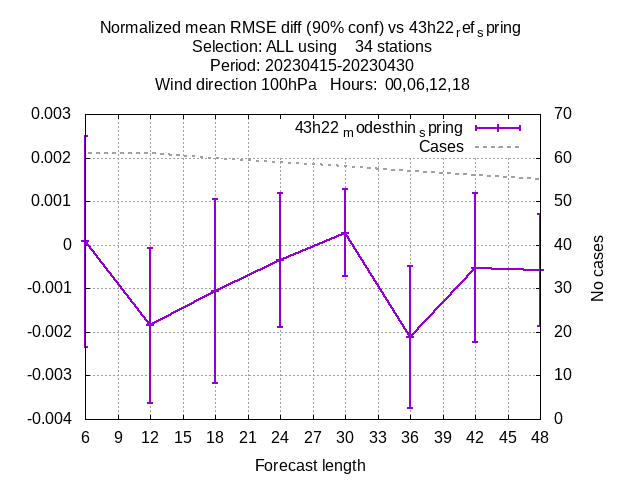 Normalized mean RMSE diff (90% conf) vs 43h22ref spring
Selection: ALL using 34 stations
Period: 20230415-20230430
Wind direction 100hPa Hours: 00,06,12,18
43h22modesthinspring
Cases
0.003
0.002
0.001
0
-0.001
-0.002
-0.003
-0.004
70
60
50
40
30
20
10
0
No cases
6 9 12 15 18 21 24 27 30 33 36 39 42 45 48
Forecast length